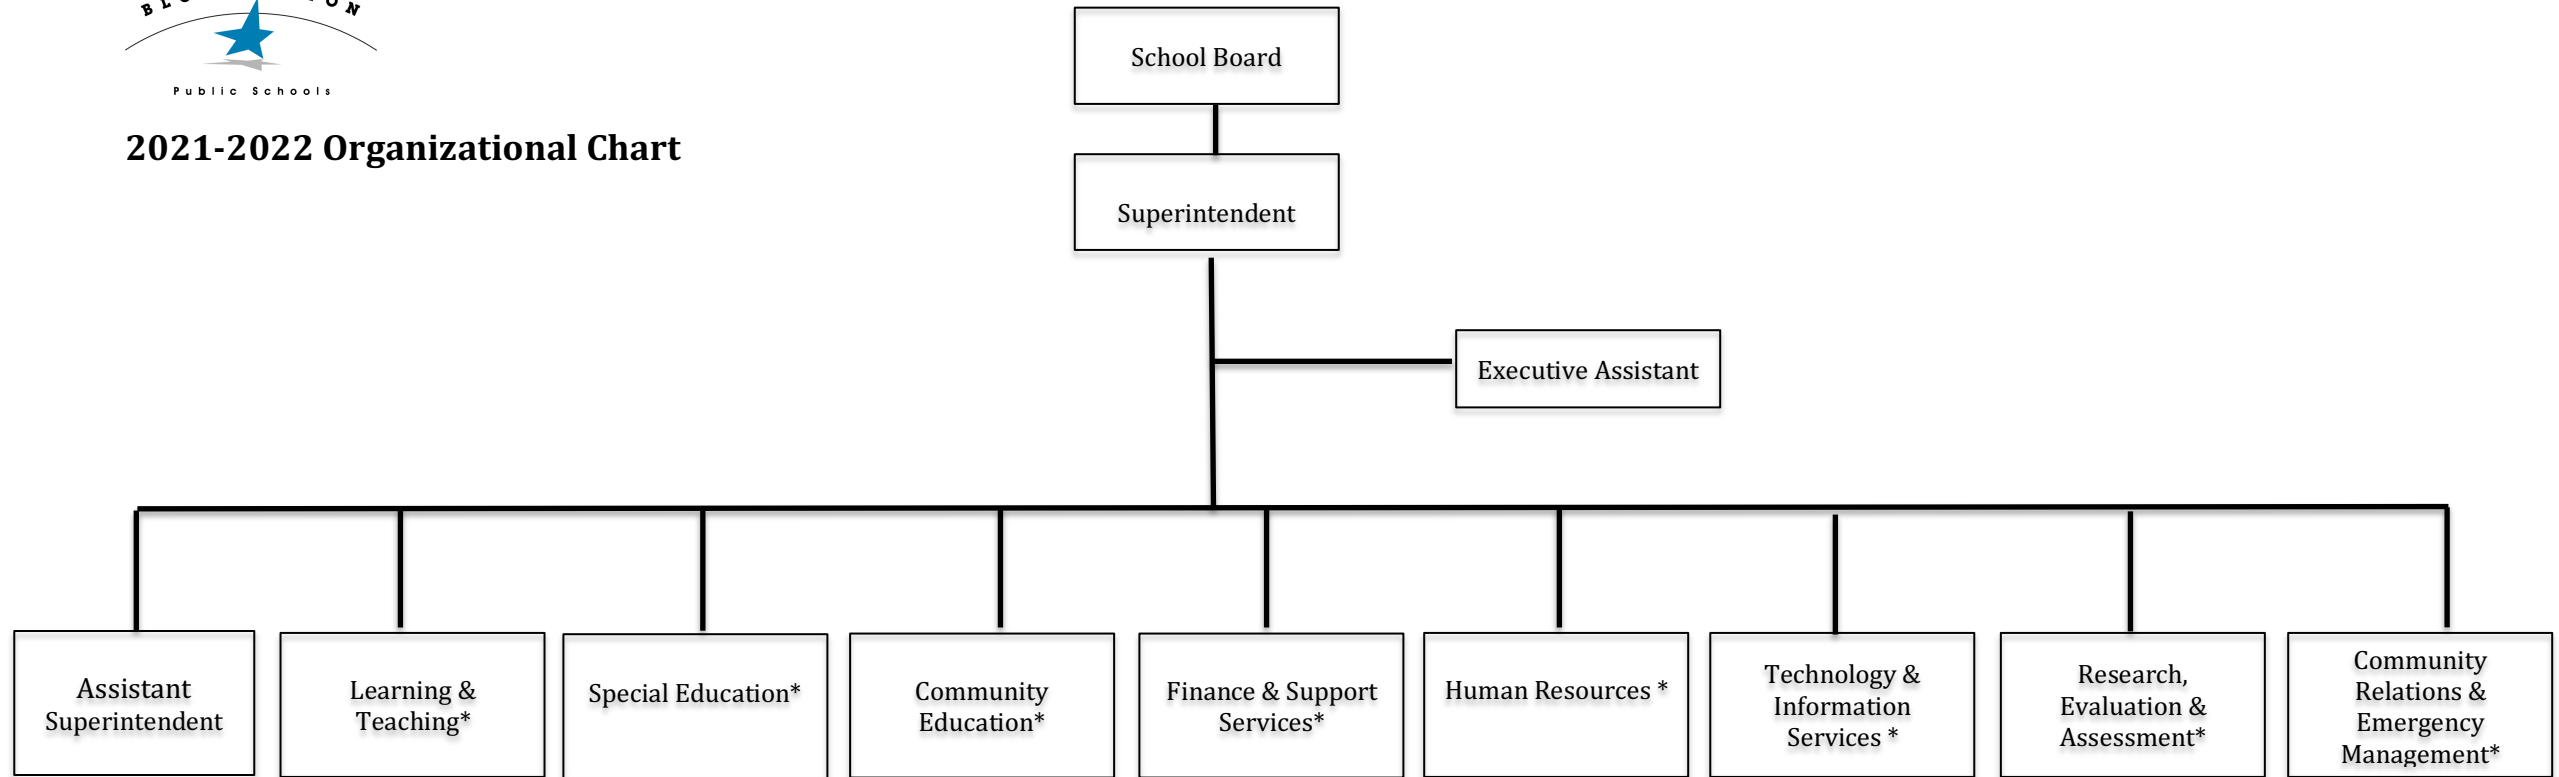 Public Schools
2021-2022 Organizational Chart
School Board
Superintendent
Executive Assistant
Assistant
Superintendent
Learning &
Teaching*
Special Education*
Community
Education*
Finance & Support
Services*
Human Resources *
Technology &
Information
Services *
Research,
Evaluation &
Assessment*
Community
Relations &
Emergency
Management*